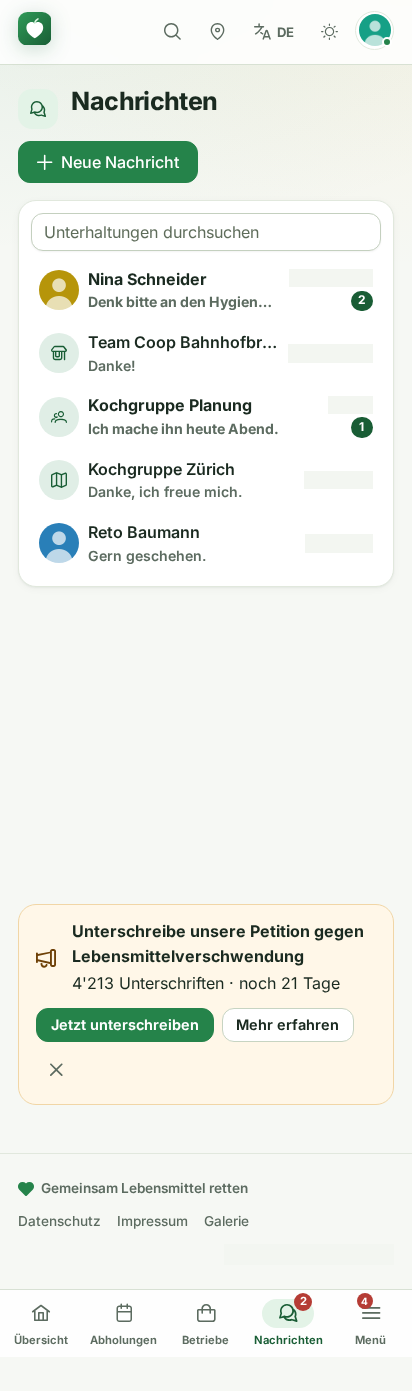 DE
Nachrichten
Neue Nachricht
Unterhaltungen durchsuchen
Nina Schneider
Denk bitte an den Hygien...
2
Team Coop Bahnhofbr...
Danke!
Kochgruppe Planung
Ich mache ihn heute Abend.
1
Kochgruppe Zürich
Danke, ich freue mich.
Reto Baumann
Gern geschehen.
Unterschreibe unsere Petition gegen
Lebensmittelverschwendung
4'213 Unterschriften · noch 21 Tage
Jetzt unterschreiben
Mehr erfahren
Gemeinsam Lebensmittel retten
Datenschutz Impressum Galerie
2
4
Übersicht Abholungen Betriebe Nachrichten Menü